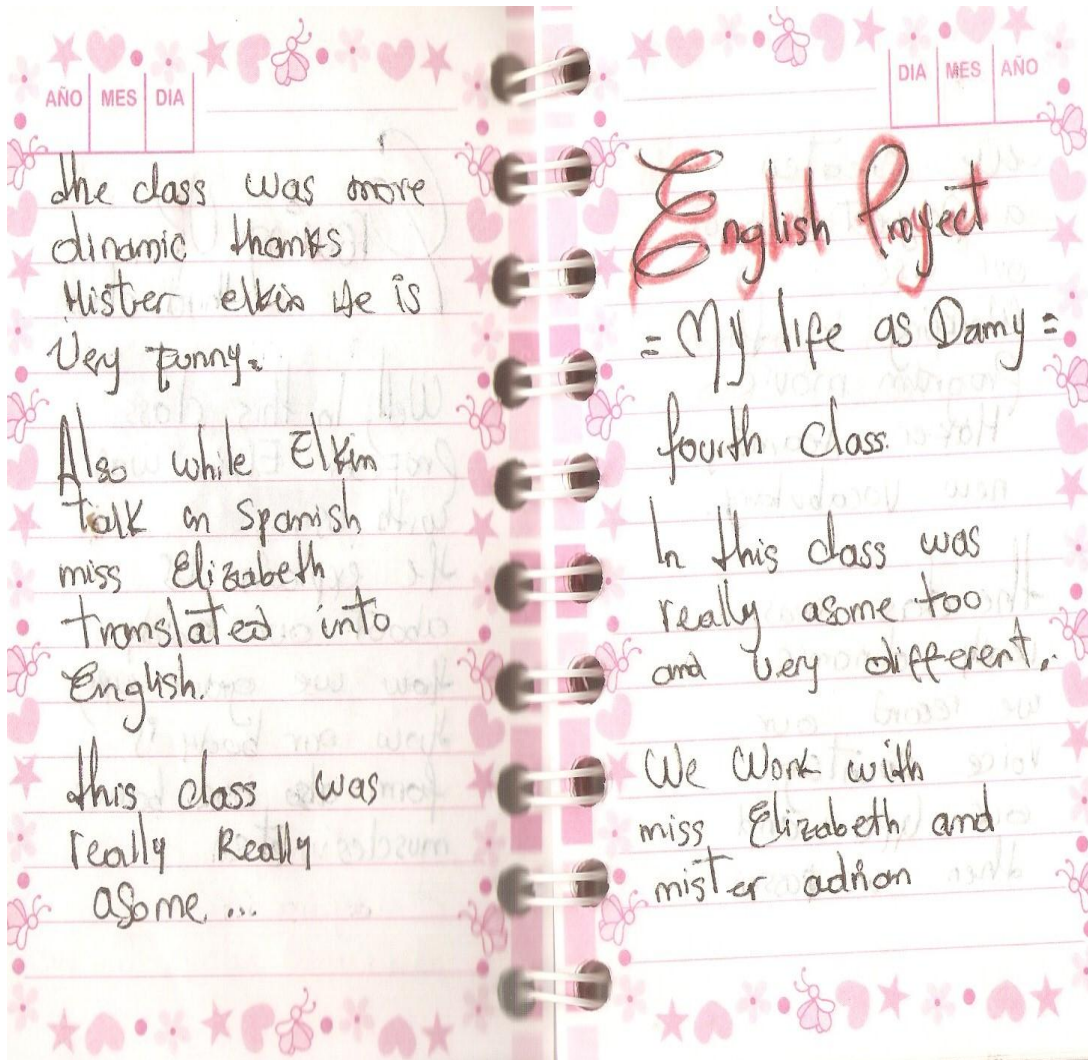 AÑO MES DIA
the class was more
dinamic thanks
Mister elkin He is
Very funny.
Also while Elkin
talk in Spanish
miss Elizabeth
translated into
English.
this class was
really Really
asome...
DIA MES AÑO
English Proyect
= My life as Damy =
fourth Class.
In this class was
really asome too
and very different.
We Work with
miss Elizabeth and
mister adrian